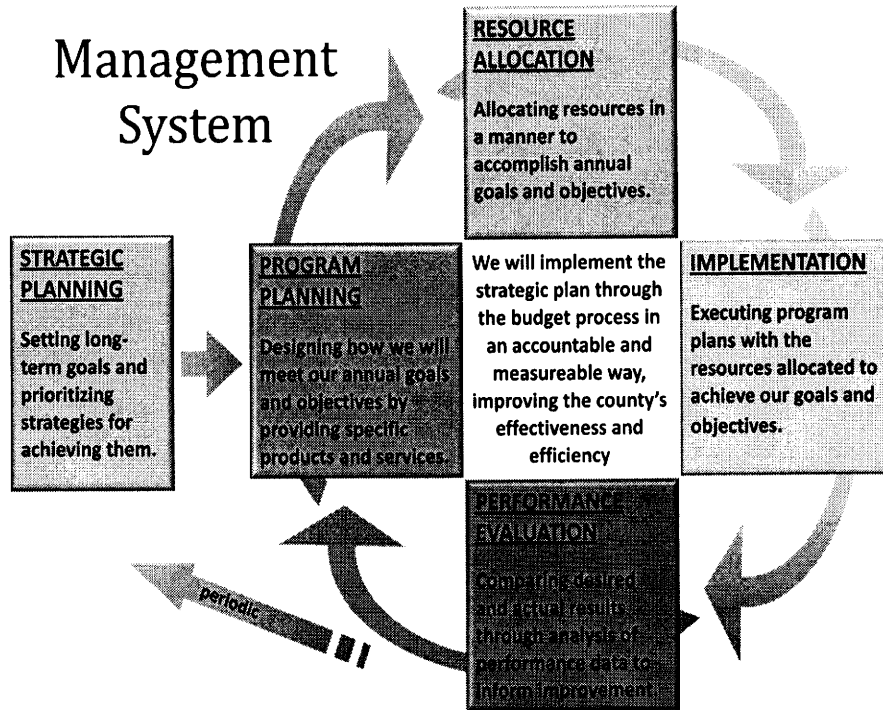 Management
System
STRATEGIC
PLANNING
Setting long-
term goals and
prioritizing
strategies for
achieving them.
PROGRAM
PLANNING
Designing how we will
meet our annual goals
and objectives by
providing specific
products and services.
RESOURCE
ALLOCATION
Allocating resources in
a manner to
accomplish annual
goals and objectives.
We will implement the
strategic plan through
the budget process in
an accountable and
measureable way,
improving the county's
effectiveness and
efficiency
IMPLEMENTATION
Executing program
plans with the
resources allocated to
achieve our goals and
objectives.
PERFORMANCE
EVALUATION
Comparing desired
and actual results
through analysis of
performance data to
inform improvement.
periodic